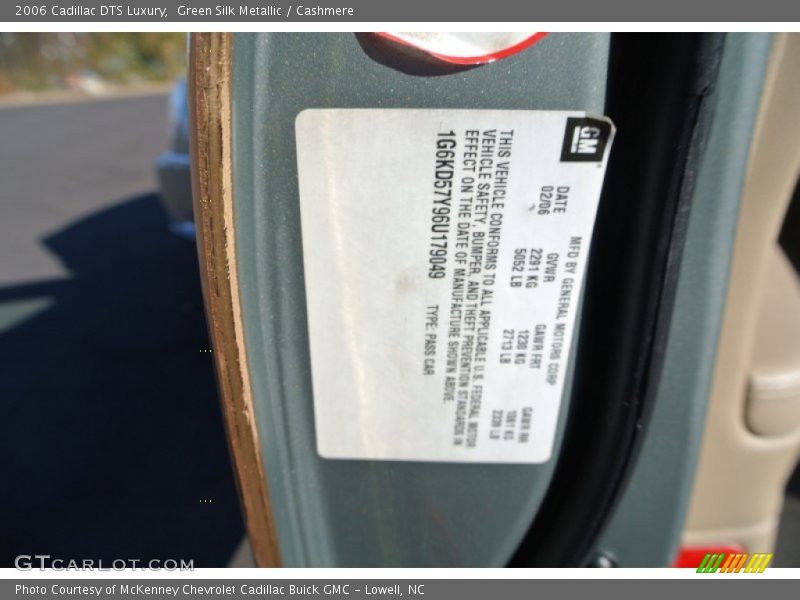 2006 Cadillac DTS Luxury,  Green Silk Metallic / Cashmere
GM
MFD BY GENERAL MOTORS CORP
DATE GVWR GAWR FRT GAWR RR
02/06 2291 KG 1230 KG 1061 KG
5052 LB 2713 LB 2339 LB
THIS VEHICLE CONFORMS TO ALL APPLICABLE U.S. FEDERAL MOTOR
VEHICLE SAFETY, BUMPER, AND THEFT PREVENTION STANDARDS IN
EFFECT ON THE DATE OF MANUFACTURE SHOWN ABOVE.
1G6KD57Y96U179049 TYPE: PASS CAR
GTCarLot.com
Photo Courtesy of McKenney Chevrolet Cadillac Buick GMC – Lowell, NC